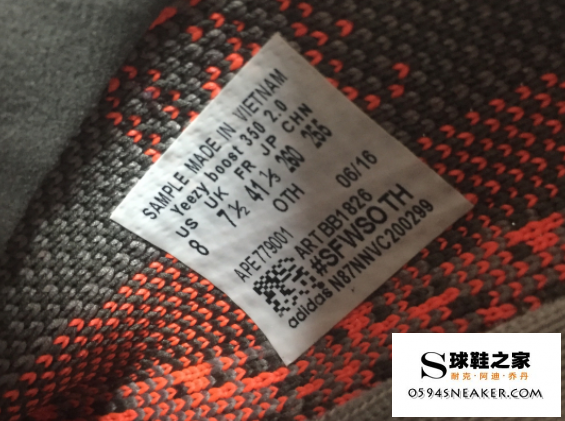 SAMPLE MADE IN VIETNAM
Yeezy boost 350 2.0
US UK FR JP CHN
8 7½ 41⅓ 260 255
OTH 06/16
APE779001
ART BB1826
#SFWSOTH
adidas N87NNVC200299
S 球鞋之家
耐克·阿迪·乔丹
0594SNEAKER.COM